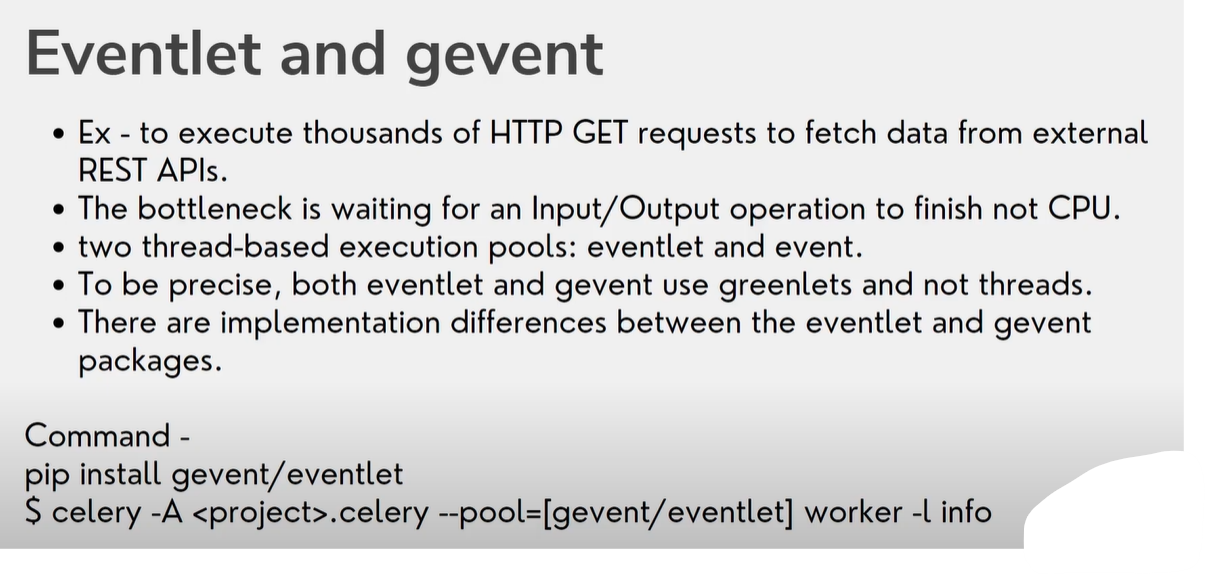 Eventlet and gevent
• Ex - to execute thousands of HTTP GET requests to fetch data from external
REST APIs.
• The bottleneck is waiting for an Input/Output operation to finish not CPU.
• two thread-based execution pools: eventlet and event.
• To be precise, both eventlet and gevent use greenlets and not threads.
• There are implementation differences between the eventlet and gevent
packages.
Command -
pip install gevent/eventlet
$ celery -A <project>.celery --pool=[gevent/eventlet] worker -l info